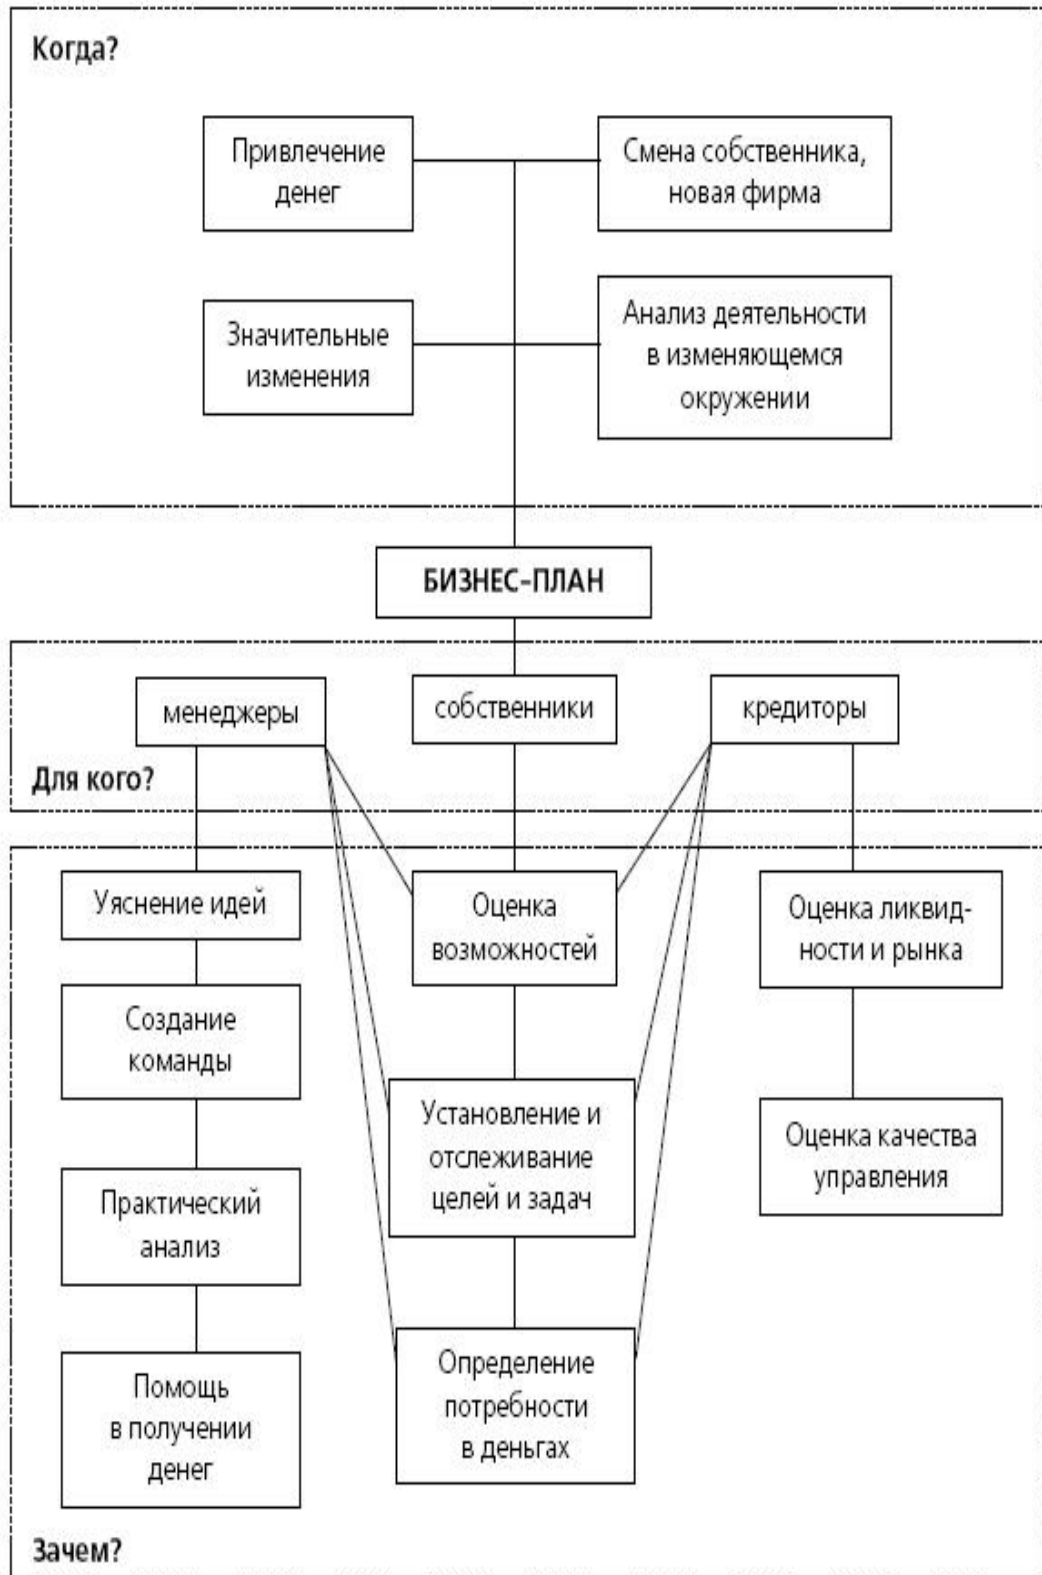 Когда?
Привлечение
денег
Смена собственника,
новая фирма
Значительные
изменения
Анализ деятельности
в изменяющемся
окружении
БИЗНЕС-ПЛАН
менеджеры
собственники
кредиторы
Для кого?
Уяснение идей
Создание
команды
Практический
анализ
Помощь
в получении
денег
Оценка
возможностей
Установление и
отслеживание
целей и задач
Определение
потребности
в деньгах
Оценка ликвид-
ности и рынка
Оценка качества
управления
Зачем?